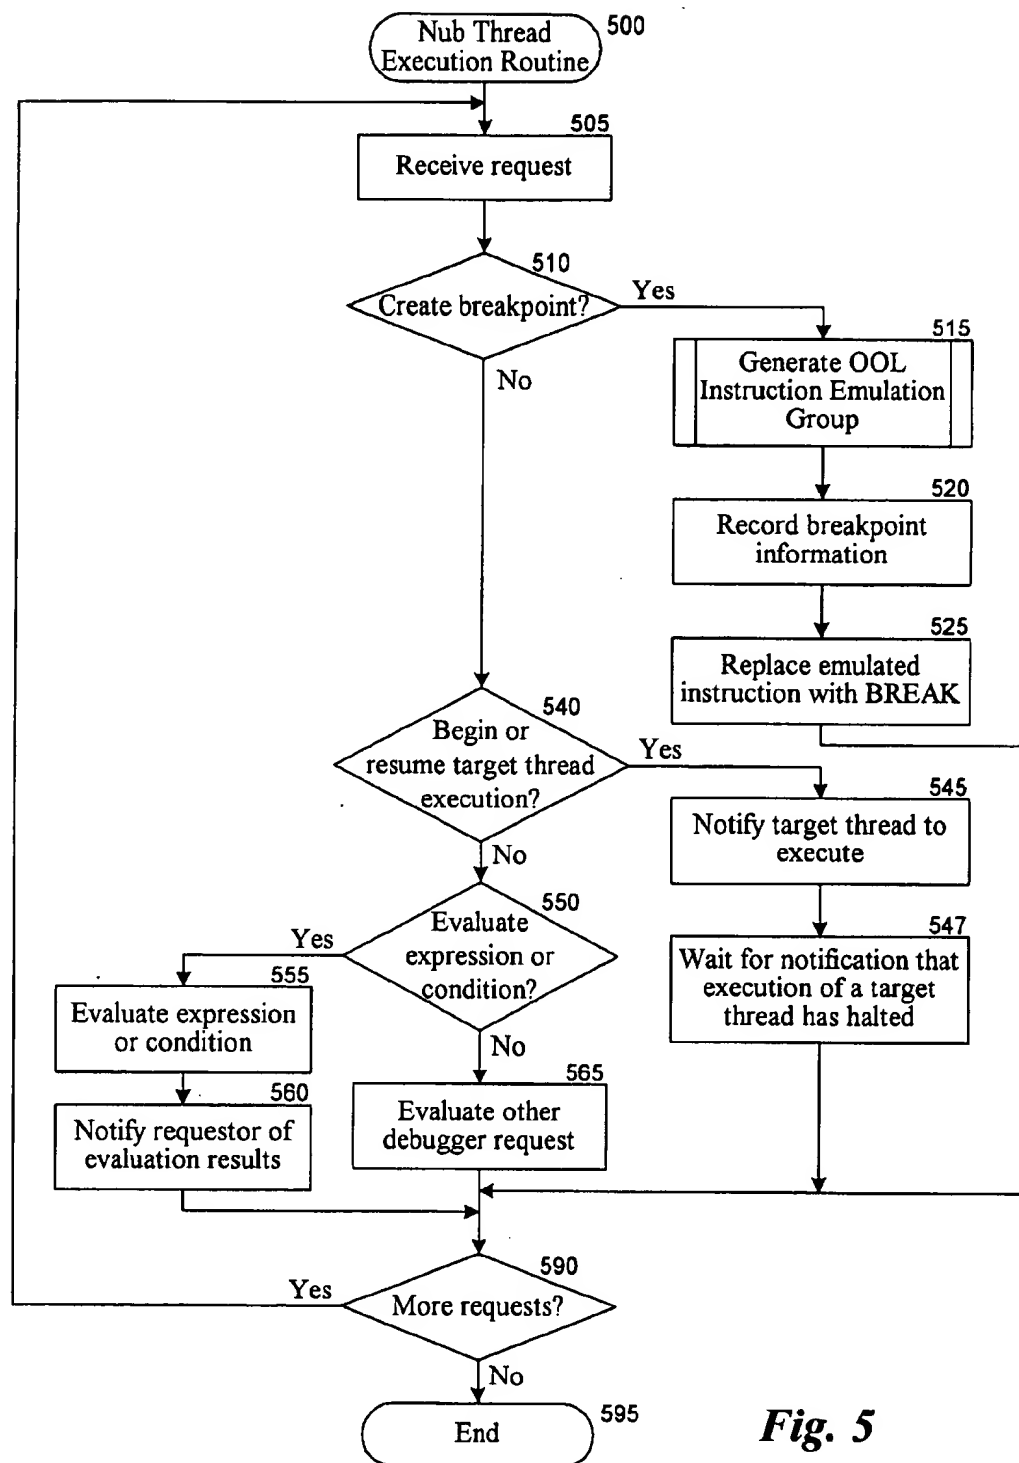 Nub Thread
Execution Routine
500
505
Receive request
510
Create breakpoint?
Yes
No
515
Generate OOL
Instruction Emulation
Group
520
Record breakpoint
information
525
Replace emulated
instruction with BREAK
540
Begin or
resume target thread
execution?
Yes
No
545
Notify target thread to
execute
547
Wait for notification that
execution of a target
thread has halted
550
Evaluate
expression or
condition?
Yes
No
555
Evaluate expression
or condition
560
Notify requestor of
evaluation results
565
Evaluate other
debugger request
590
More requests?
Yes
No
End
595
Fig. 5